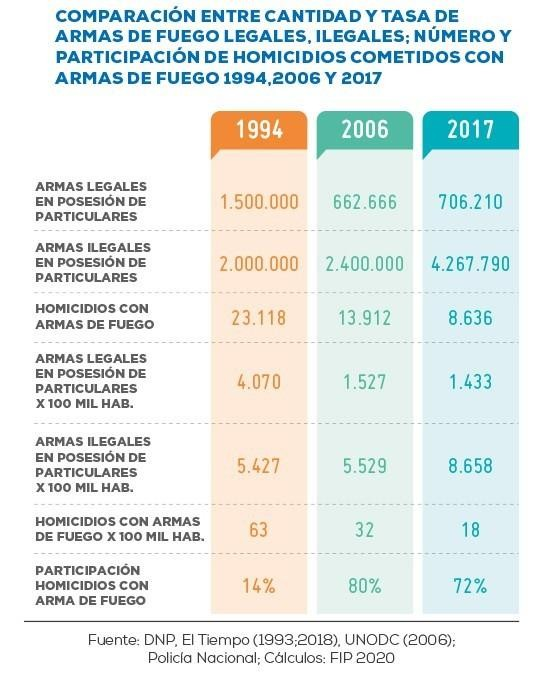 COMPARACIÓN ENTRE CANTIDAD Y TASA DE
ARMAS DE FUEGO LEGALES, ILEGALES; NÚMERO Y
PARTICIPACIÓN DE HOMICIDIOS COMETIDOS CON
ARMAS DE FUEGO 1994,2006 Y 2017
1994 2006 2017
ARMAS LEGALES
EN POSESIÓN DE
PARTICULARES
1.500.000 662.666 706.210
ARMAS ILEGALES
EN POSESIÓN DE
PARTICULARES
2.000.000 2.400.000 4.267.790
HOMICIDIOS CON
ARMAS DE FUEGO
23.118 13.912 8.636
ARMAS LEGALES
EN POSESIÓN DE
PARTICULARES
X 100 MIL HAB.
4.070 1.527 1.433
ARMAS ILEGALES
EN POSESIÓN DE
PARTICULARES
X 100 MIL HAB.
5.427 5.529 8.658
HOMICIDIOS CON ARMAS
DE FUEGO X 100 MIL HAB.
63 32 18
PARTICIPACIÓN
HOMICIDIOS CON
ARMA DE FUEGO
14% 80% 72%
Fuente: DNP, El Tiempo (1993;2018), UNODC (2006);
Policía Nacional; Cálculos: FIP 2020